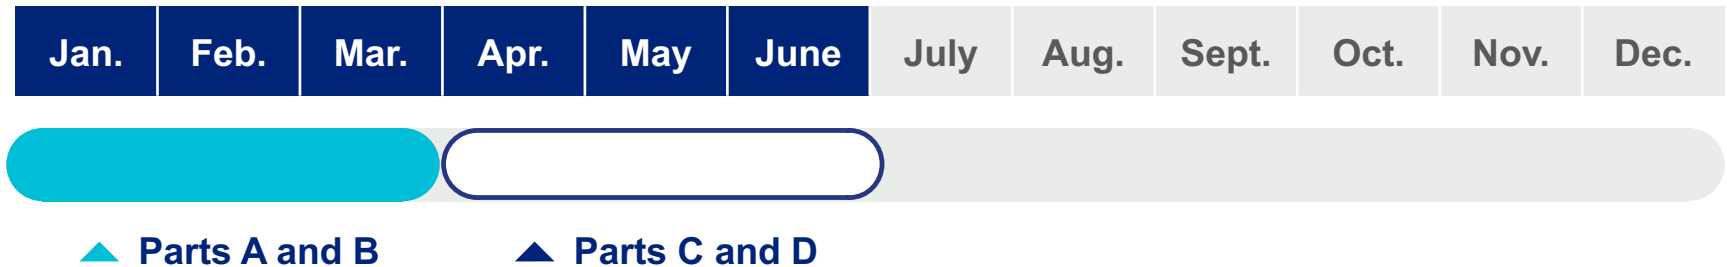 Jan. Feb. Mar. Apr. May June July Aug. Sept. Oct. Nov. Dec.
Parts A and B Parts C and D